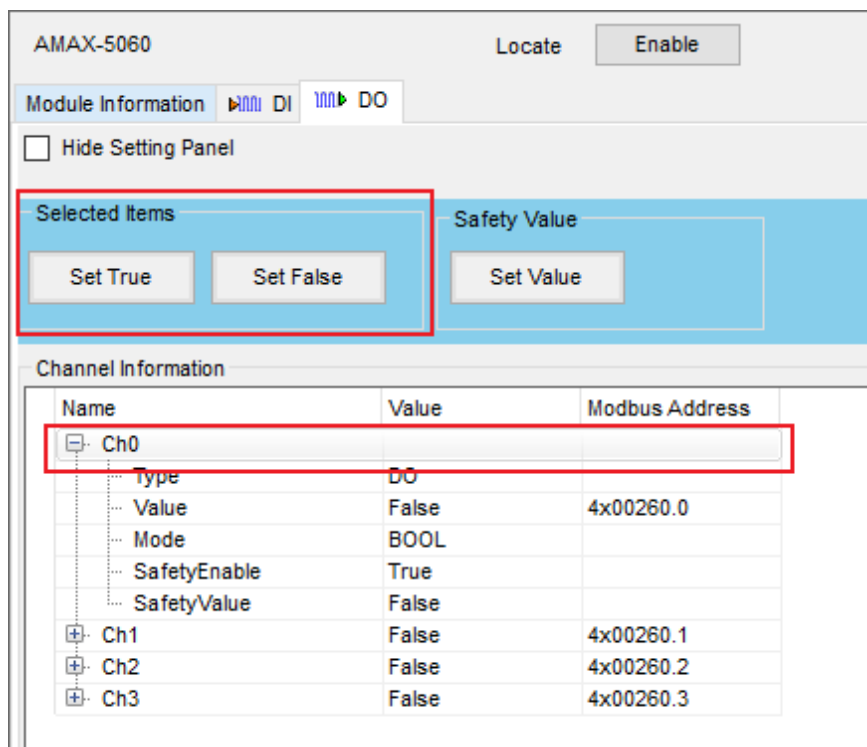 AMAX-5060 Locate Enable
Module Information DI DO
Hide Setting Panel
Selected Items Safety Value
Set True Set False Set Value
Channel Information
Name Value Modbus Address
Ch0
Type DO
Value False 4x00260.0
Mode BOOL
SafetyEnable True
SafetyValue False
Ch1 False 4x00260.1
Ch2 False 4x00260.2
Ch3 False 4x00260.3